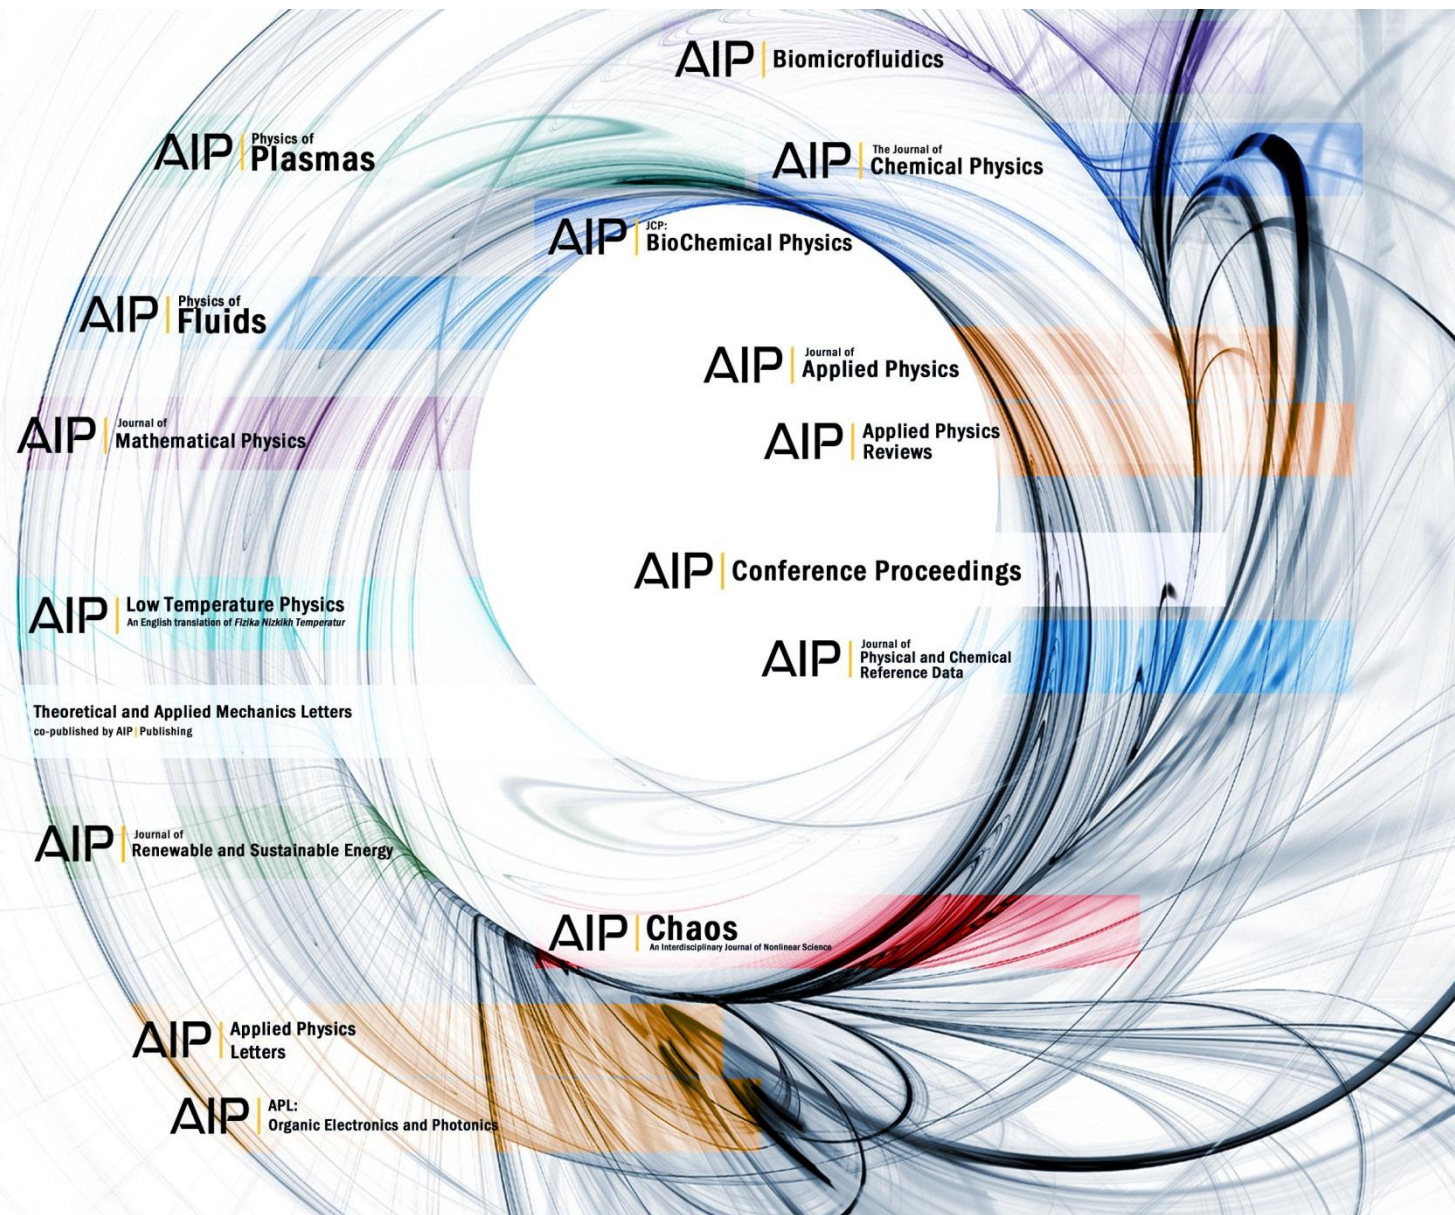 AIP | Biomicrofluidics
AIP | Physics of
Plasmas
AIP | The Journal of
Chemical Physics
AIP | JCP:
BioChemical Physics
AIP | Physics of
Fluids
AIP | Journal of
Applied Physics
AIP | Journal of
Mathematical Physics
AIP | Applied Physics
Reviews
AIP | Conference Proceedings
AIP | Low Temperature Physics
An English translation of Fizika Nizkikh Temperatur
AIP | Journal of
Physical and Chemical
Reference Data
Theoretical and Applied Mechanics Letters
co-published by AIP | Publishing
AIP | Journal of
Renewable and Sustainable Energy
AIP | Chaos
An Interdisciplinary Journal of Nonlinear Science
AIP | Applied Physics
Letters
AIP | APL:
Organic Electronics and Photonics